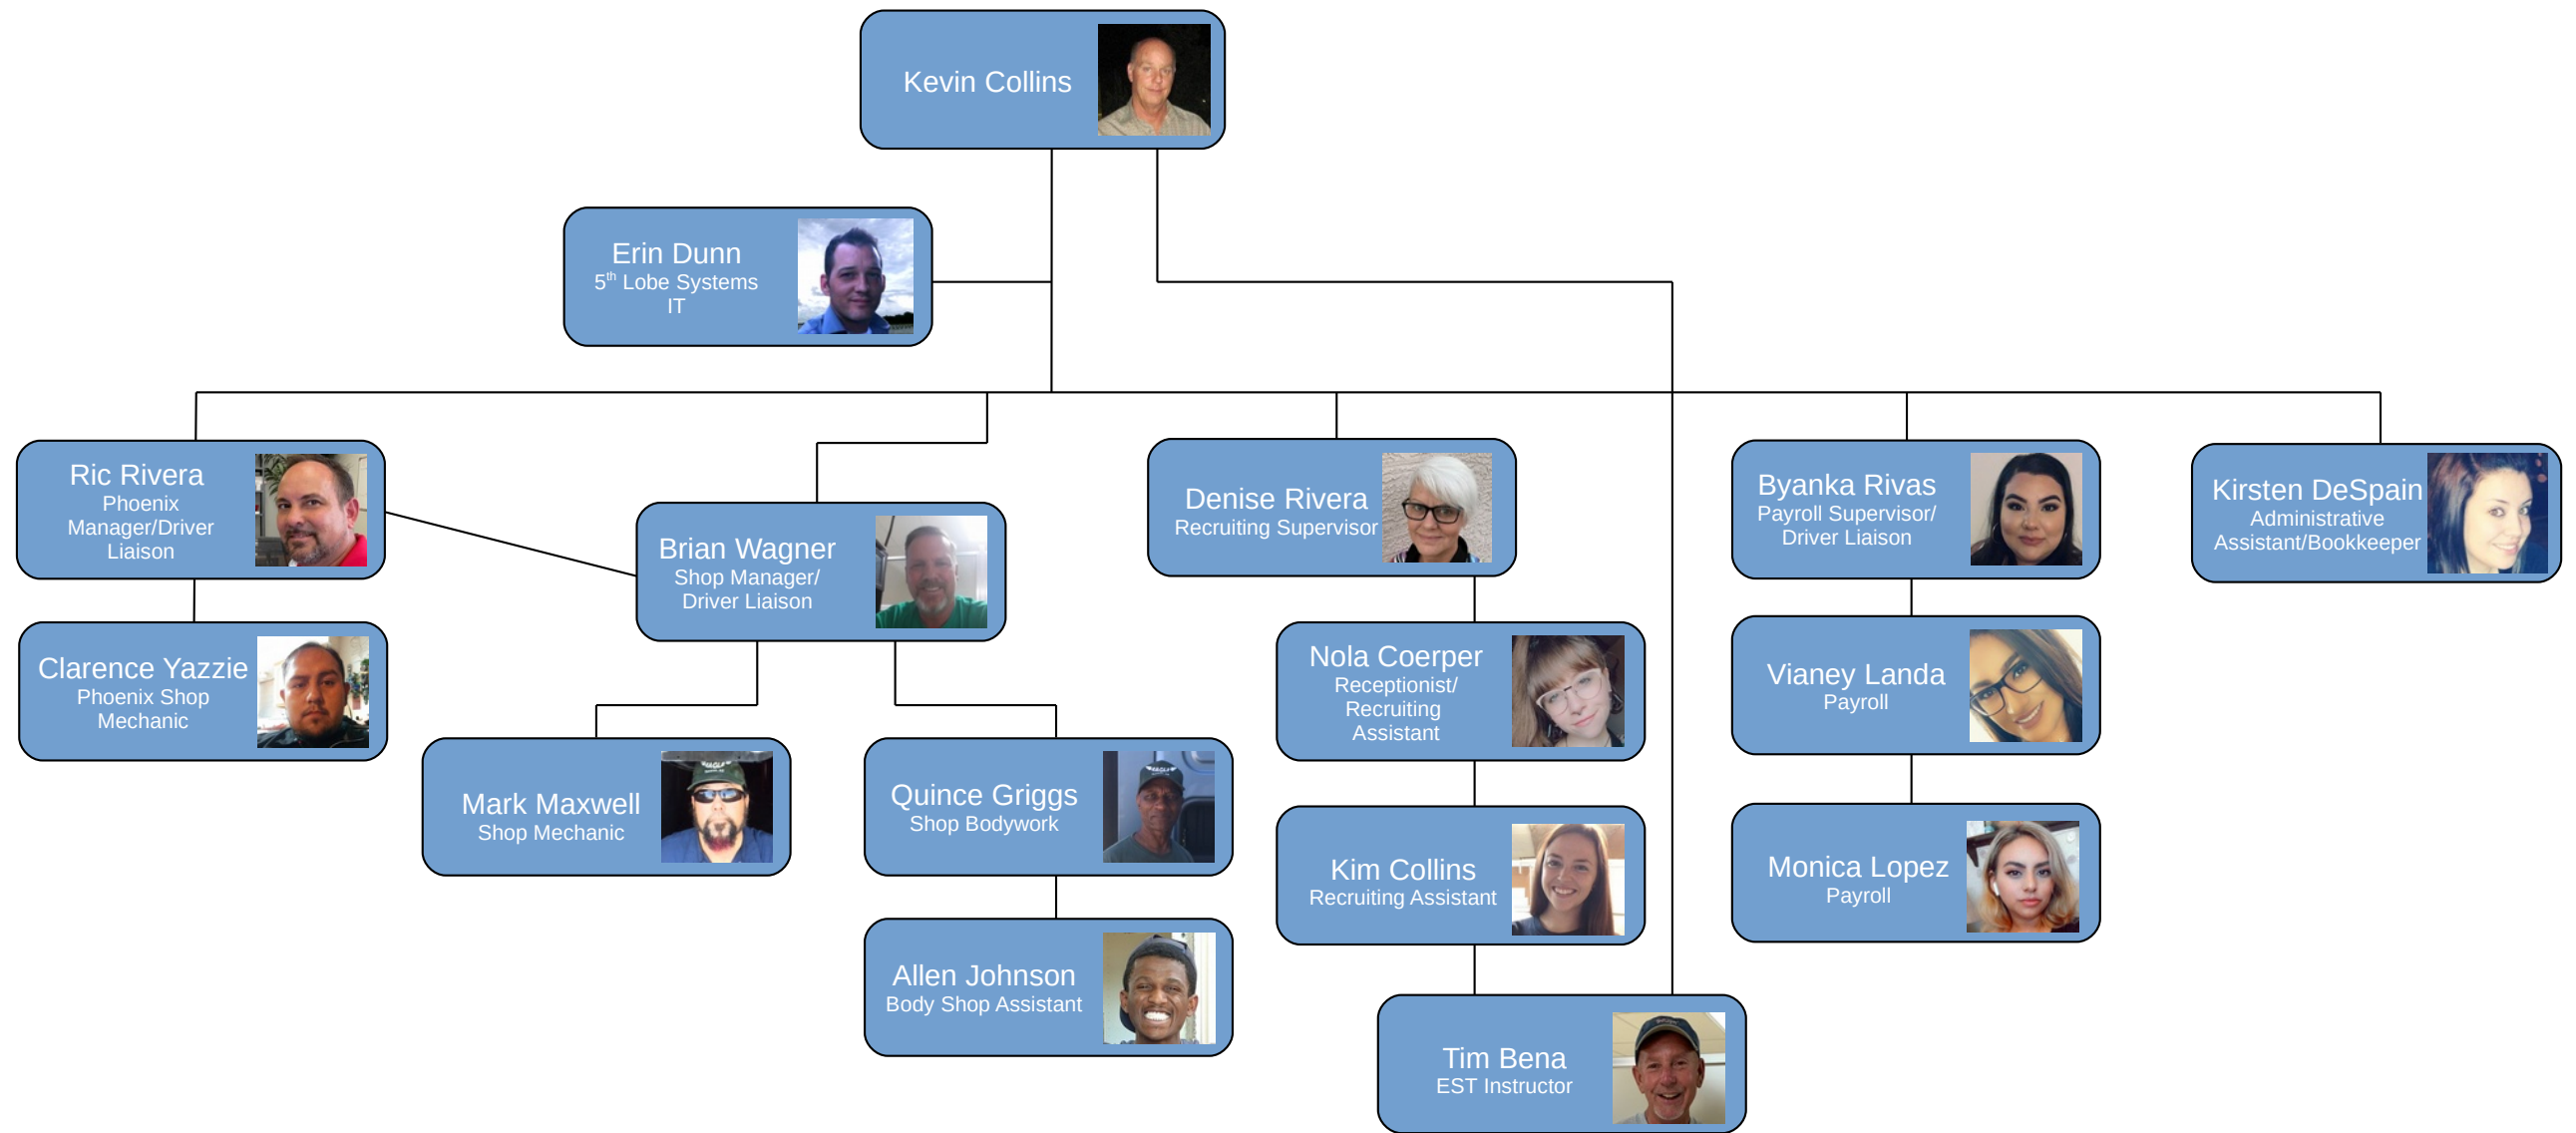 Kevin Collins
Erin Dunn
5th Lobe Systems
IT
Ric Rivera
Phoenix
Manager/Driver
Liaison
Brian Wagner
Shop Manager/
Driver Liaison
Denise Rivera
Recruiting Supervisor
Byanka Rivas
Payroll Supervisor/
Driver Liaison
Kirsten DeSpain
Administrative
Assistant/Bookkeeper
Clarence Yazzie
Phoenix Shop
Mechanic
Nola Coerper
Receptionist/
Recruiting
Assistant
Vianey Landa
Payroll
Mark Maxwell
Shop Mechanic
Quince Griggs
Shop Bodywork
Kim Collins
Recruiting Assistant
Monica Lopez
Payroll
Allen Johnson
Body Shop Assistant
Tim Bena
EST Instructor